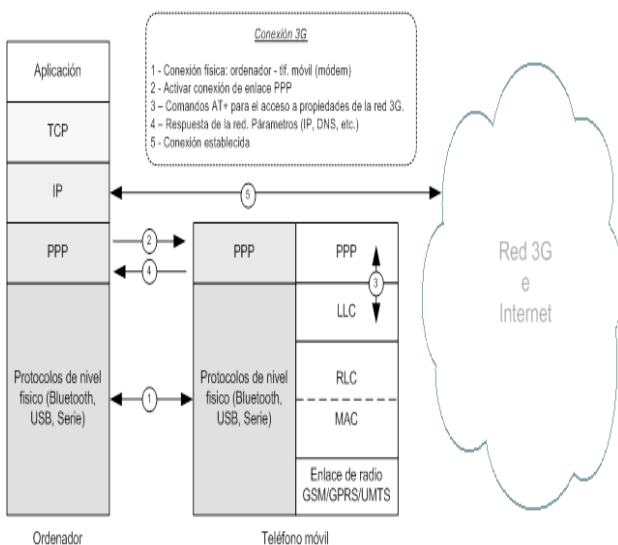 Conexión 3G
1 - Conexión física: ordenador - tlf. móvil (módem)
2 - Activar conexión de enlace PPP
3 – Comandos AT+ para el acceso a propiedades de la red 3G.
4 – Respuesta de la red. Párametros (IP, DNS, etc.)
5 - Conexión establecida
Aplicación
TCP
IP
5
PPP
2
4
PPP
PPP
3
LLC
Protocolos de nivel
físico (Bluetooth,
USB, Serie)
1
Protocolos de nivel
físico (Bluetooth,
USB, Serie)
RLC
MAC
Enlace de radio
GSM/GPRS/UMTS
Red 3G
e
Internet
Ordenador
Teléfono móvil